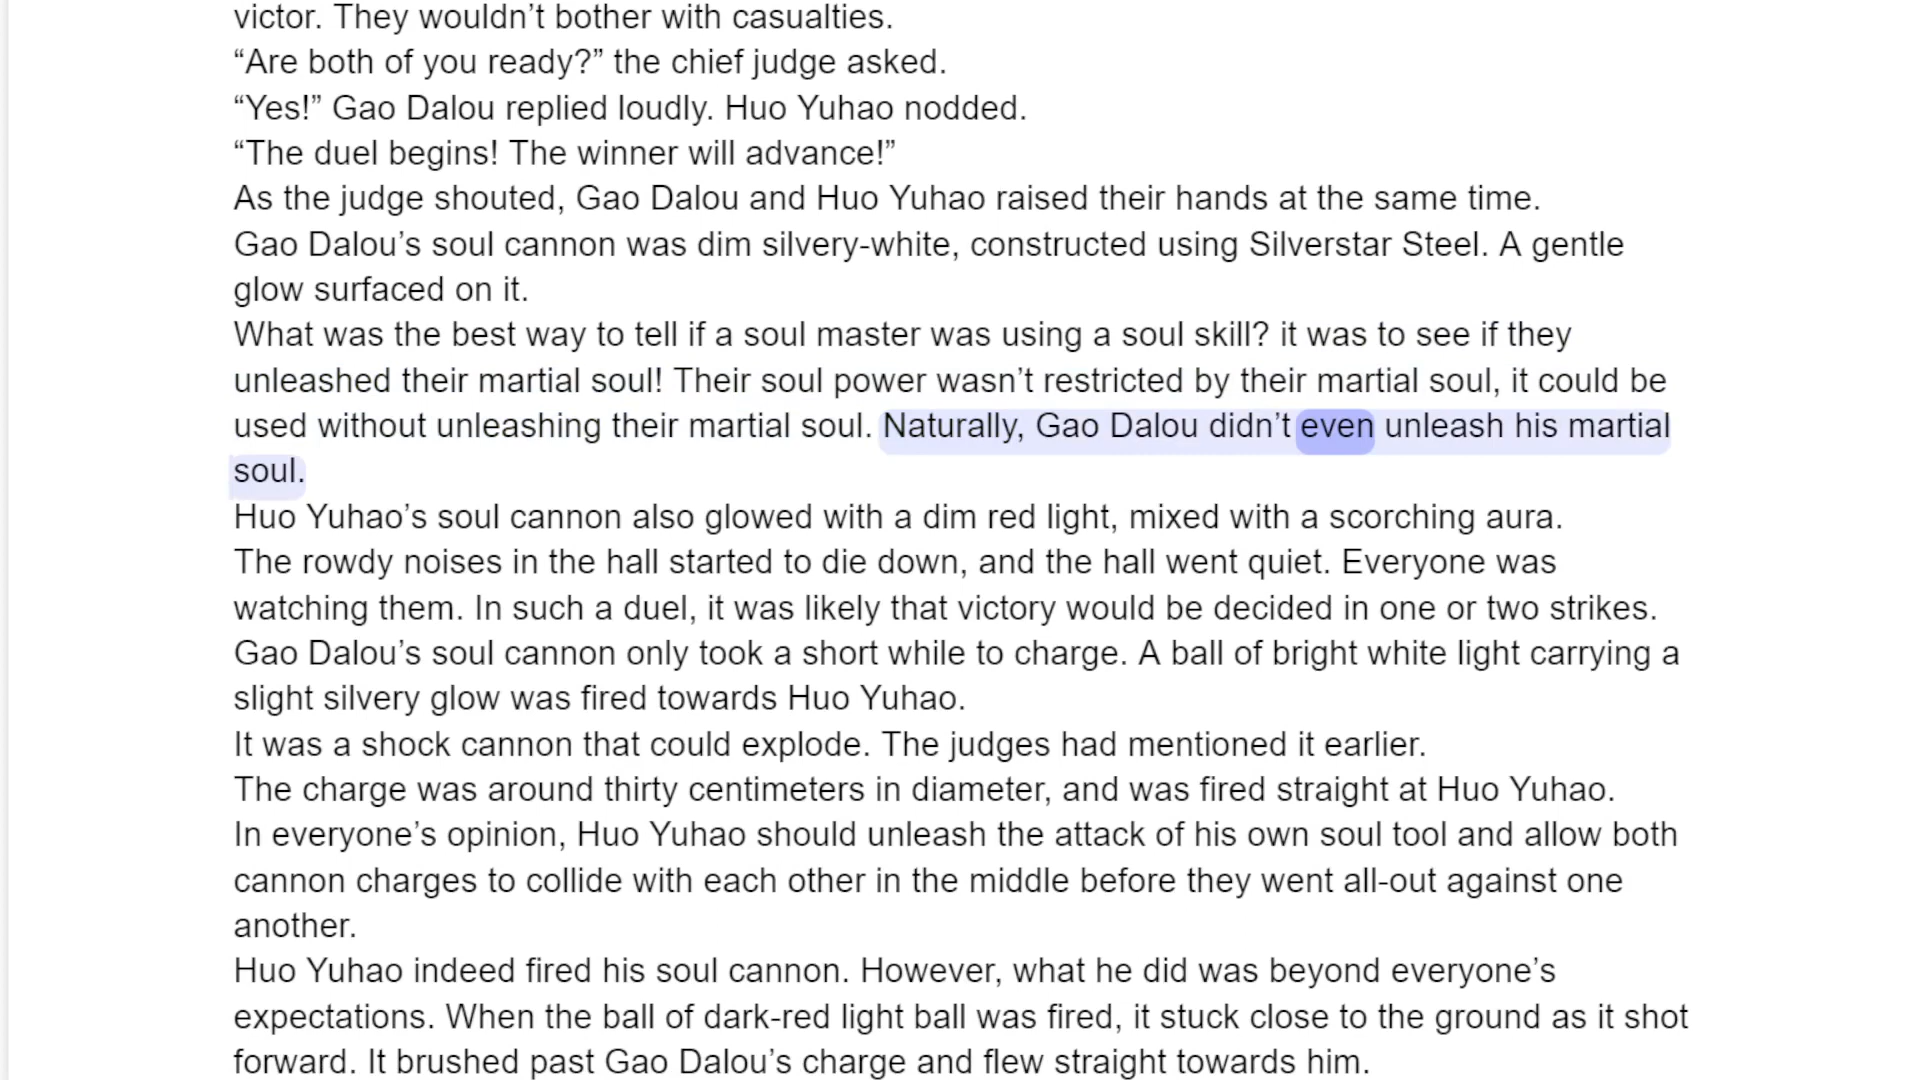 victor. They wouldn’t bother with casualties.
“Are both of you ready?” the chief judge asked.
“Yes!” Gao Dalou replied loudly. Huo Yuhao nodded.
“The duel begins! The winner will advance!”
As the judge shouted, Gao Dalou and Huo Yuhao raised their hands at the same time.
Gao Dalou’s soul cannon was dim silvery-white, constructed using Silverstar Steel. A gentle
glow surfaced on it.
What was the best way to tell if a soul master was using a soul skill? it was to see if they
unleashed their martial soul! Their soul power wasn’t restricted by their martial soul, it could be
used without unleashing their martial soul. Naturally, Gao Dalou didn’t even unleash his martial
soul.
Huo Yuhao’s soul cannon also glowed with a dim red light, mixed with a scorching aura.
The rowdy noises in the hall started to die down, and the hall went quiet. Everyone was
watching them. In such a duel, it was likely that victory would be decided in one or two strikes.
Gao Dalou’s soul cannon only took a short while to charge. A ball of bright white light carrying a
slight silvery glow was fired towards Huo Yuhao.
It was a shock cannon that could explode. The judges had mentioned it earlier.
The charge was around thirty centimeters in diameter, and was fired straight at Huo Yuhao.
In everyone’s opinion, Huo Yuhao should unleash the attack of his own soul tool and allow both
cannon charges to collide with each other in the middle before they went all-out against one
another.
Huo Yuhao indeed fired his soul cannon. However, what he did was beyond everyone’s
expectations. When the ball of dark-red light ball was fired, it stuck close to the ground as it shot
forward. It brushed past Gao Dalou’s charge and flew straight towards him.